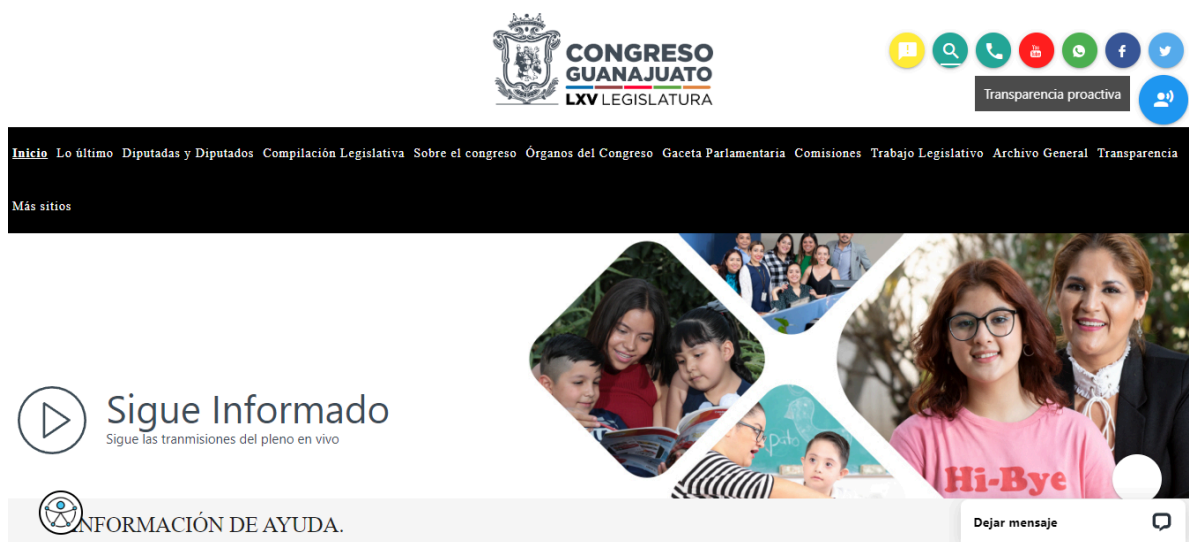 CONGRESO
GUANAJUATO
LXV LEGISLATURA
Transparencia proactiva
Inicio Lo último Diputadas y Diputados Compilación Legislativa Sobre el congreso Órganos del Congreso Gaceta Parlamentaria Comisiones Trabajo Legislativo Archivo General Transparencia
Más sitios
Sigue Informado
Sigue las tranmisiones del pleno en vivo
Hi-Bye
NFORMACIÓN DE AYUDA.
Dejar mensaje